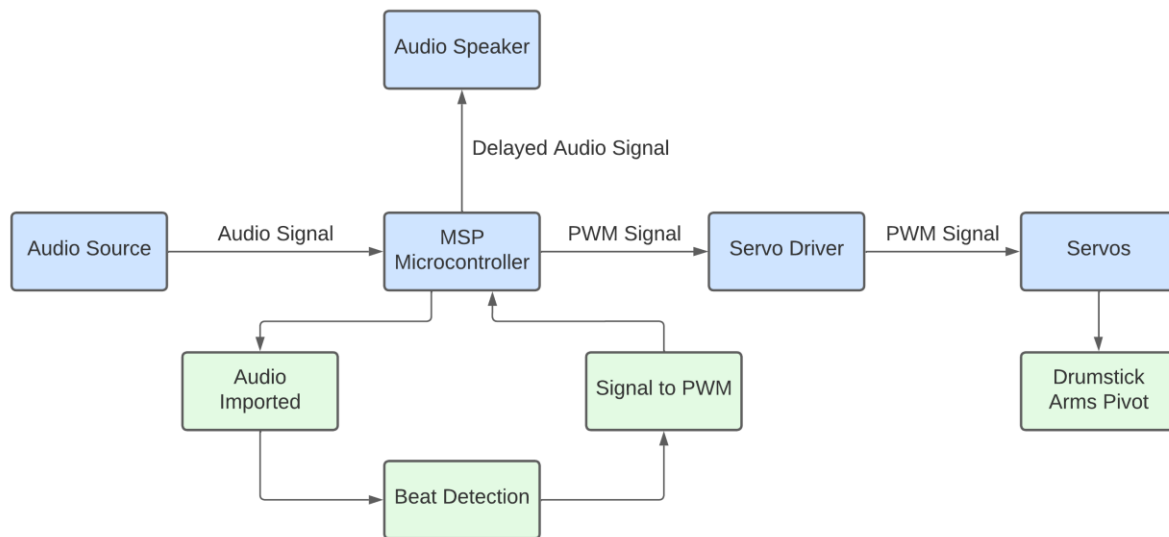 Audio Speaker
Delayed Audio Signal
Audio Source
Audio Signal
MSP
Microcontroller
PWM Signal
Servo Driver
PWM Signal
Servos
Audio
Imported
Signal to PWM
Drumstick
Arms Pivot
Beat Detection